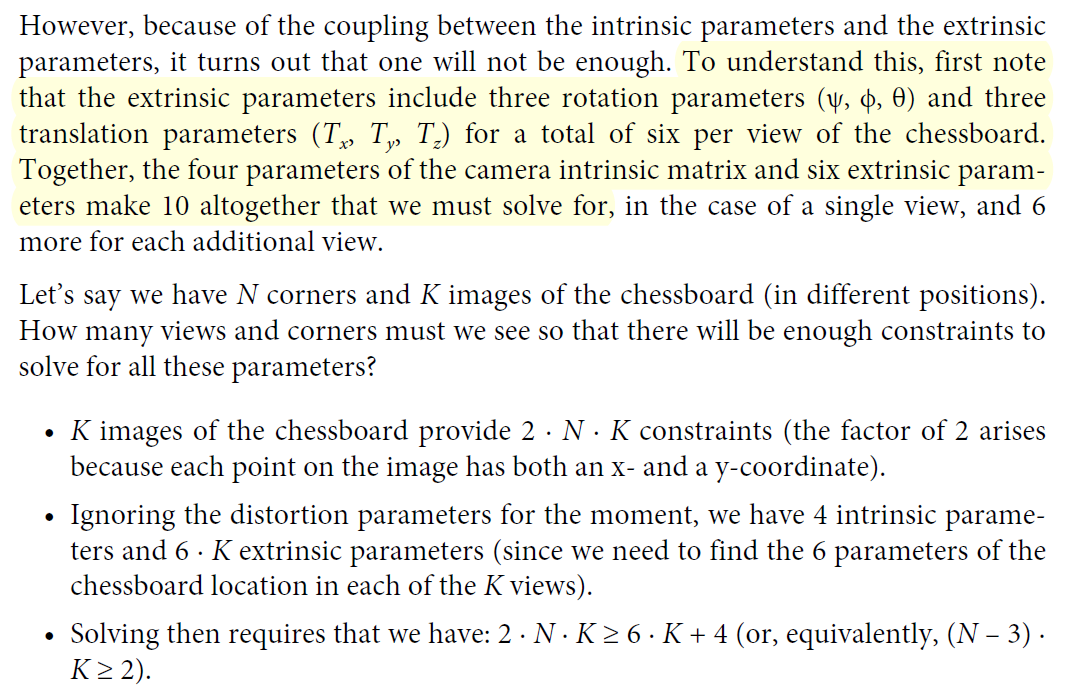 However, because of the coupling between the intrinsic parameters and the extrinsic
parameters, it turns out that one will not be enough. To understand this, first note
that the extrinsic parameters include three rotation parameters (ψ, ϕ, θ) and three
translation parameters (Tx, Ty, Tz) for a total of six per view of the chessboard.
Together, the four parameters of the camera intrinsic matrix and six extrinsic param-
eters make 10 altogether that we must solve for, in the case of a single view, and 6
more for each additional view.
Let’s say we have N corners and K images of the chessboard (in different positions).
How many views and corners must we see so that there will be enough constraints to
solve for all these parameters?
• K images of the chessboard provide 2 · N · K constraints (the factor of 2 arises
because each point on the image has both an x- and a y-coordinate).
• Ignoring the distortion parameters for the moment, we have 4 intrinsic parame-
ters and 6 · K extrinsic parameters (since we need to find the 6 parameters of the
chessboard location in each of the K views).
• Solving then requires that we have: 2 · N · K ≥ 6 · K + 4 (or, equivalently, (N – 3) ·
K ≥ 2).